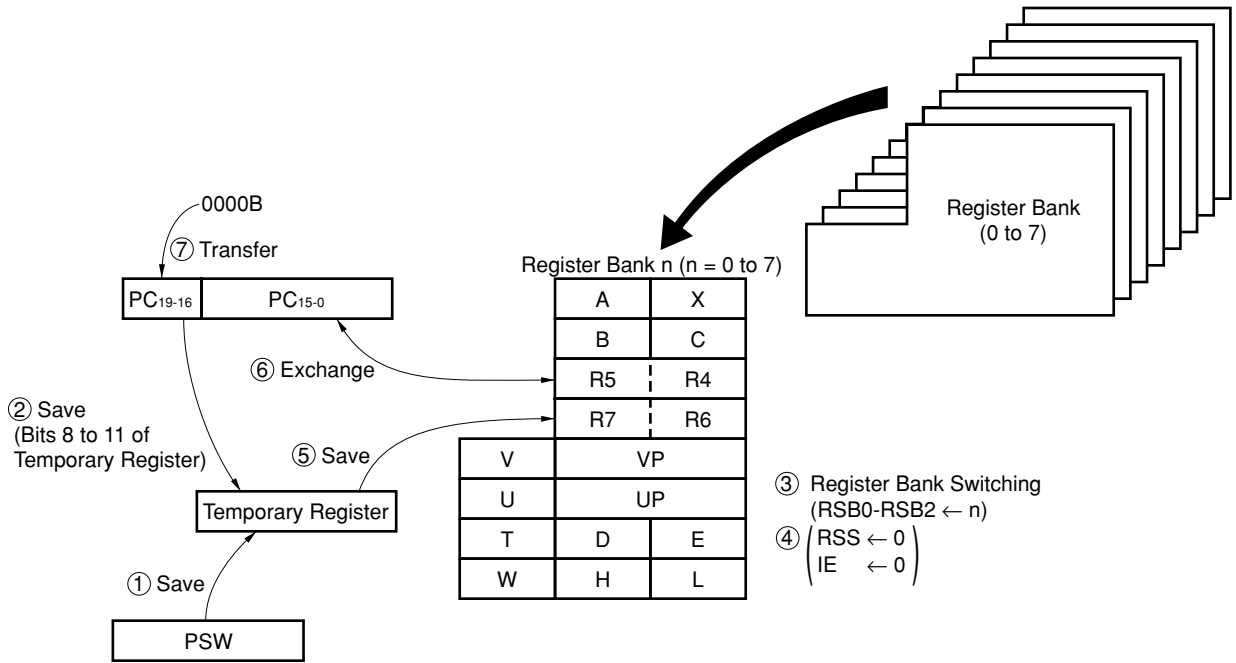 Register Bank
(0 to 7)
0000B
⑦ Transfer
Register Bank n (n = 0 to 7)
PC19-16 PC15-0
A X
B C
⑥ Exchange
R5 R4
R7 R6
② Save
(Bits 8 to 11 of
Temporary Register)
⑤ Save
V VP
U UP
T D E
W H L
③ Register Bank Switching
(RSB0-RSB2 ← n)
④ RSS ← 0
IE ← 0
Temporary Register
① Save
PSW